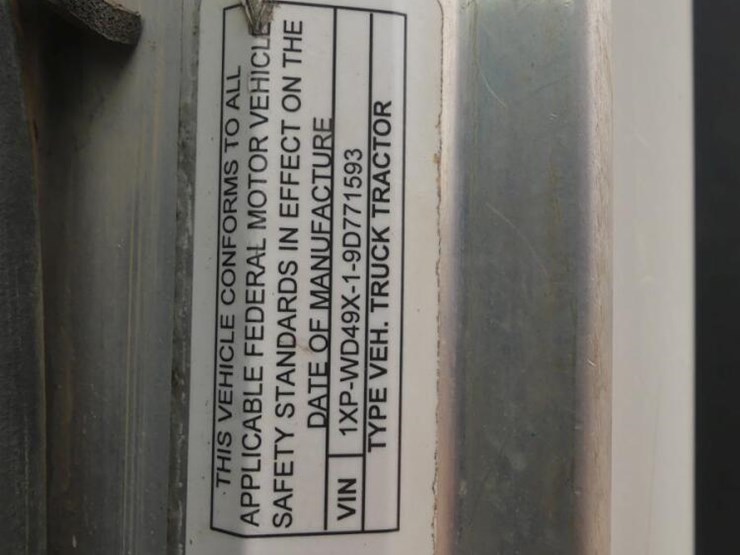 THIS VEHICLE CONFORMS TO ALL
APPLICABLE FEDERAL MOTOR VEHICLE
SAFETY STANDARDS IN EFFECT ON THE
DATE OF MANUFACTURE
VIN 1XP-WD49X-1-9D771593
TYPE VEH. TRUCK TRACTOR